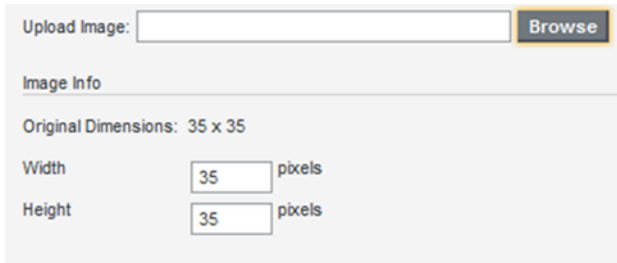 Upload Image: Browse
Image Info
Original Dimensions: 35 x 35
Width 35 pixels
Height 35 pixels